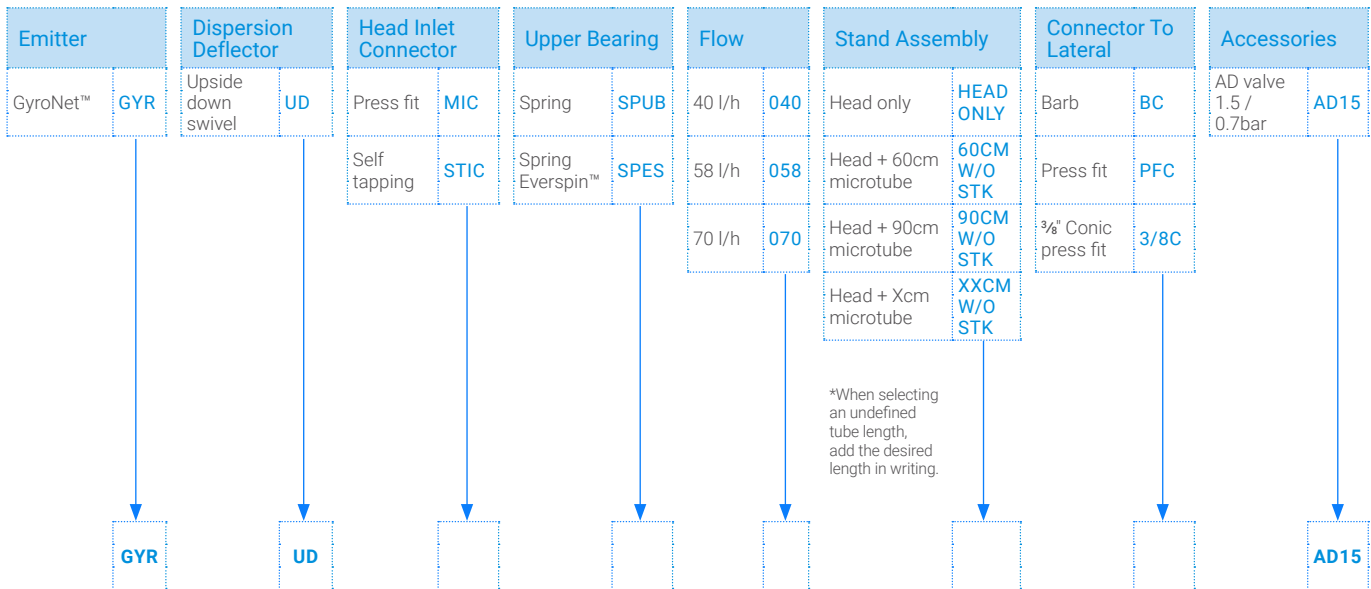 Emitter
Dispersion
Deflector
Head Inlet
Connector
Upper Bearing
Flow
Stand Assembly
Connector To
Lateral
Accessories
GyroNet™ GYR
Upside
down
swivel
UD
Press fit MIC
Self
tapping
STIC
Spring SPUB
Spring
Everspin™
SPES
40 l/h 040
58 l/h 058
70 l/h 070
Head only
HEAD
ONLY
Head + 60cm
microtube
60CM
W/O
STK
Head + 90cm
microtube
90CM
W/O
STK
Head + Xcm
microtube
XXCM
W/O
STK
*When selecting
an undefined
tube length,
add the desired
length in writing.
Barb BC
Press fit PFC
⅜" Conic
press fit
3/8C
AD valve
1.5 /
0.7bar
AD15
GYR UD AD15